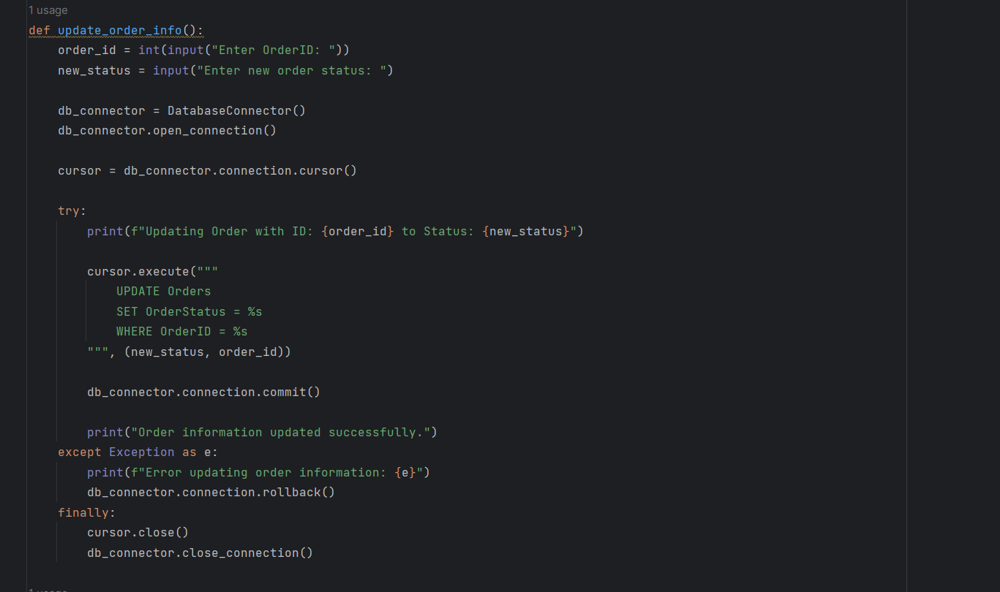 1 usage
def update_order_info():
    order_id = int(input("Enter OrderID: "))
    new_status = input("Enter new order status: ")
    db_connector = DatabaseConnector()
    db_connector.open_connection()
    cursor = db_connector.connection.cursor()
    try:
        print(f"Updating Order with ID: {order_id} to Status: {new_status}")
        cursor.execute("""
            UPDATE Orders
            SET OrderStatus = %s
            WHERE OrderID = %s
        """, (new_status, order_id))
        db_connector.connection.commit()
        print("Order information updated successfully.")
    except Exception as e:
        print(f"Error updating order information: {e}")
        db_connector.connection.rollback()
    finally:
        cursor.close()
        db_connector.close_connection()